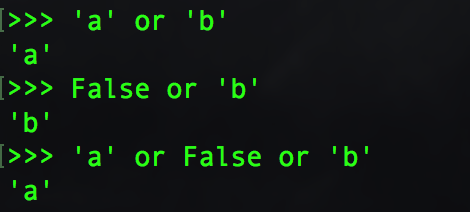 >>> 'a' or 'b'
'a'
>>> False or 'b'
'b'
>>> 'a' or False or 'b'
'a'